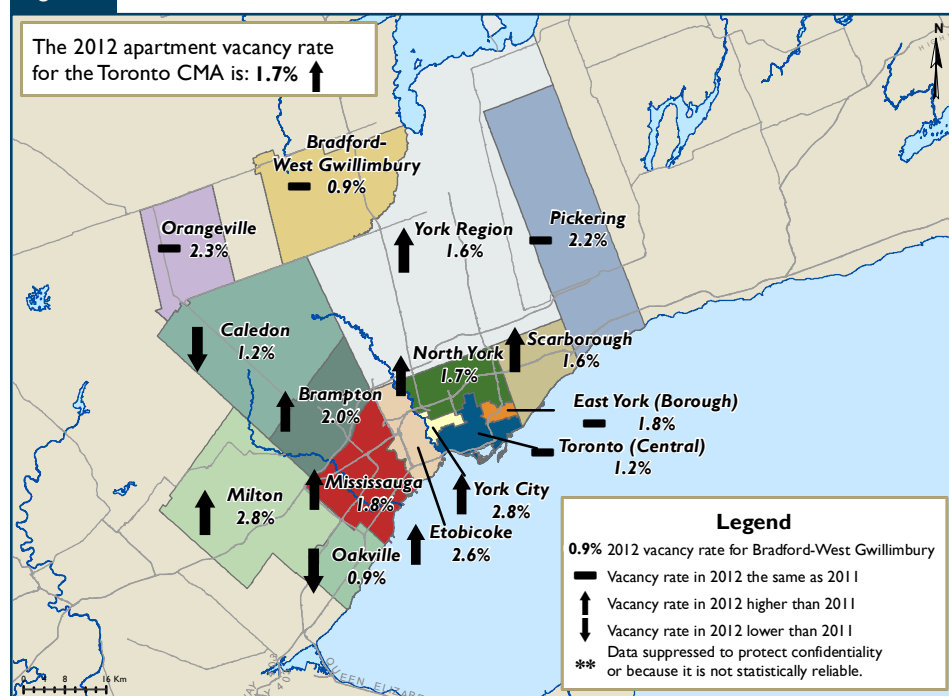 The 2012 apartment vacancy rate
for the Toronto CMA is: 1.7%
N
Bradford-
West Gwillimbury
0.9%
Orangeville
2.3%
York Region
1.6%
Pickering
2.2%
Caledon
1.2%
North York
1.7%
Scarborough
1.6%
Brampton
2.0%
East York (Borough)
1.8%
Toronto (Central)
1.2%
Milton
2.8%
Mississauga
1.8%
York City
2.8%
Etobicoke
2.6%
Oakville
0.9%
Legend
0.9% 2012 vacancy rate for Bradford-West Gwillimbury
Vacancy rate in 2012 the same as 2011
Vacancy rate in 2012 higher than 2011
Vacancy rate in 2012 lower than 2011
** Data suppressed to protect confidentiality
or because it is not statistically reliable.
0 4 8 16 Km
QUEEN ELIZABE